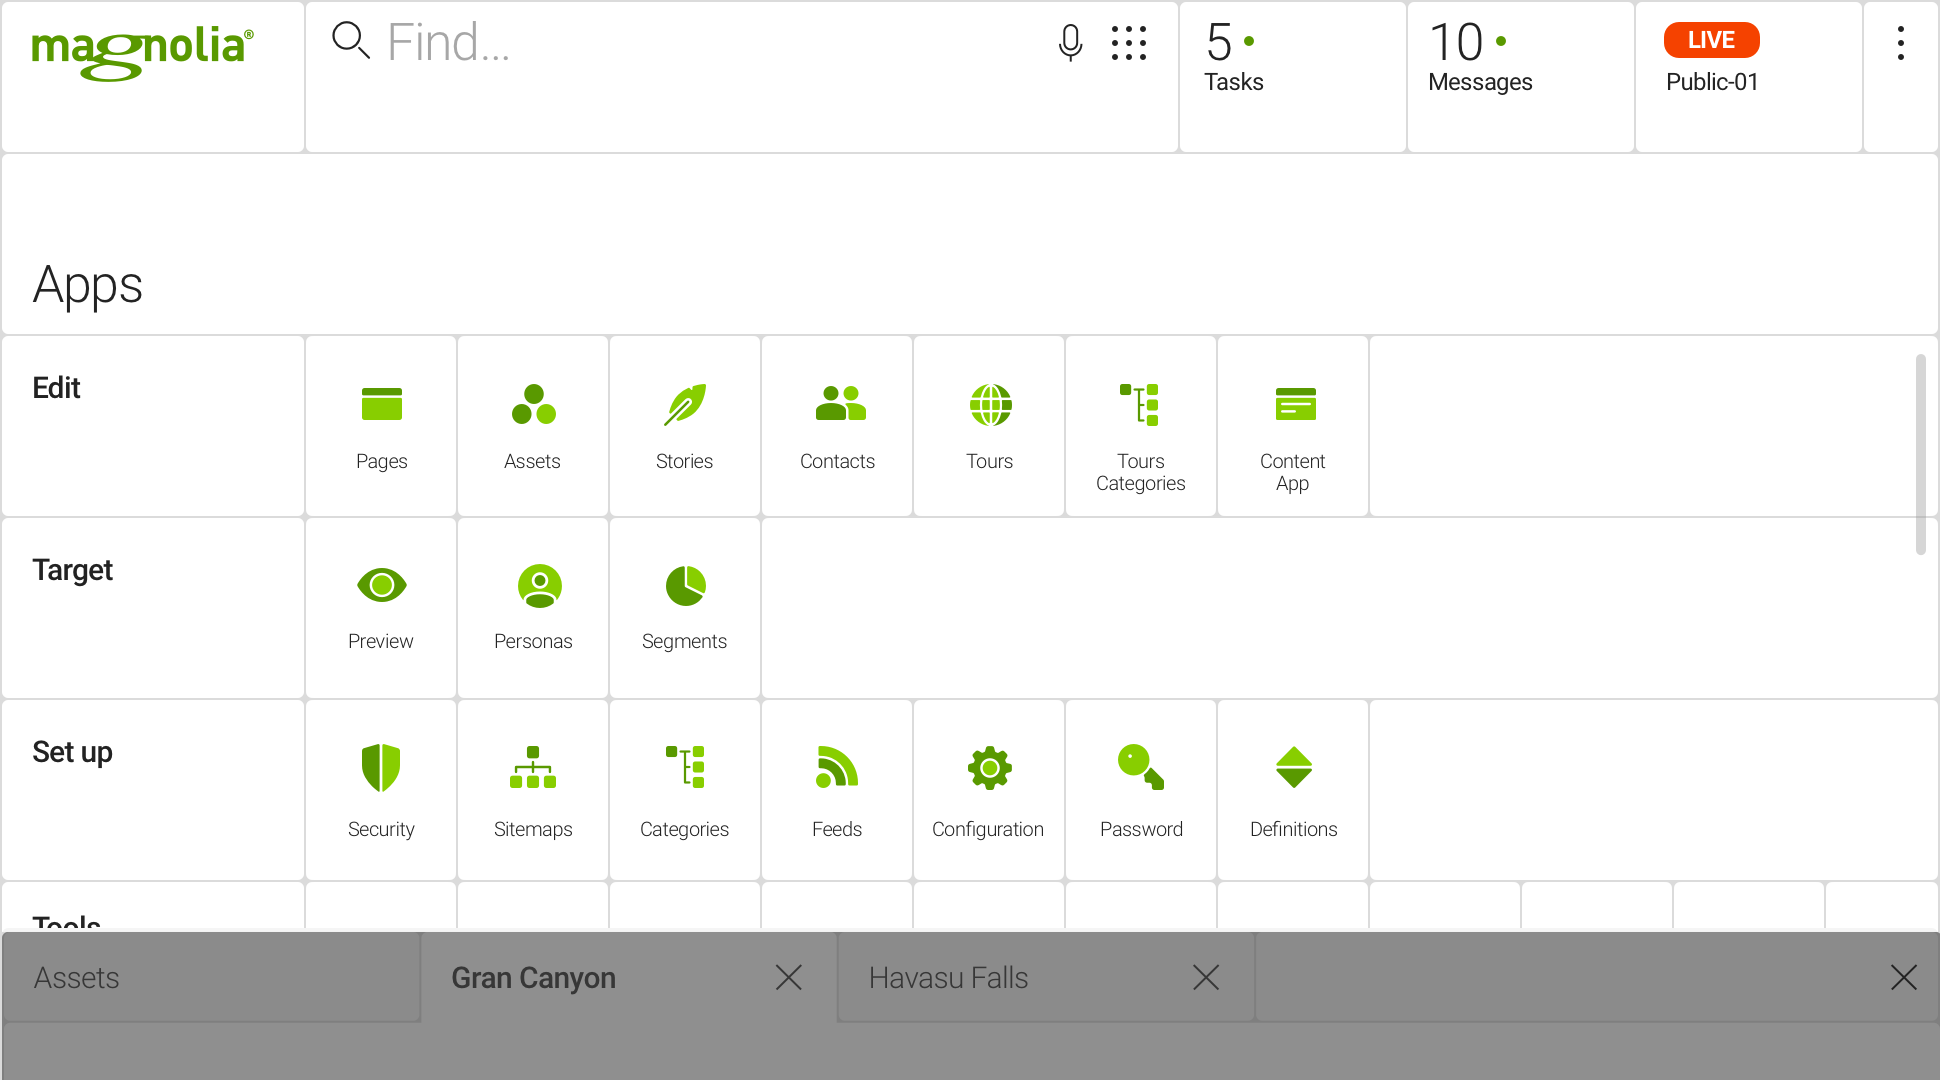 magnolia®
Find...
5
Tasks
10
Messages
LIVE
Public-01
Apps
Edit
Pages
Assets
Stories
Contacts
Tours
Tours
Categories
Content
App
Target
Preview
Personas
Segments
Set up
Security
Sitemaps
Categories
Feeds
Configuration
Password
Definitions
Tools
Assets
Gran Canyon
Havasu Falls